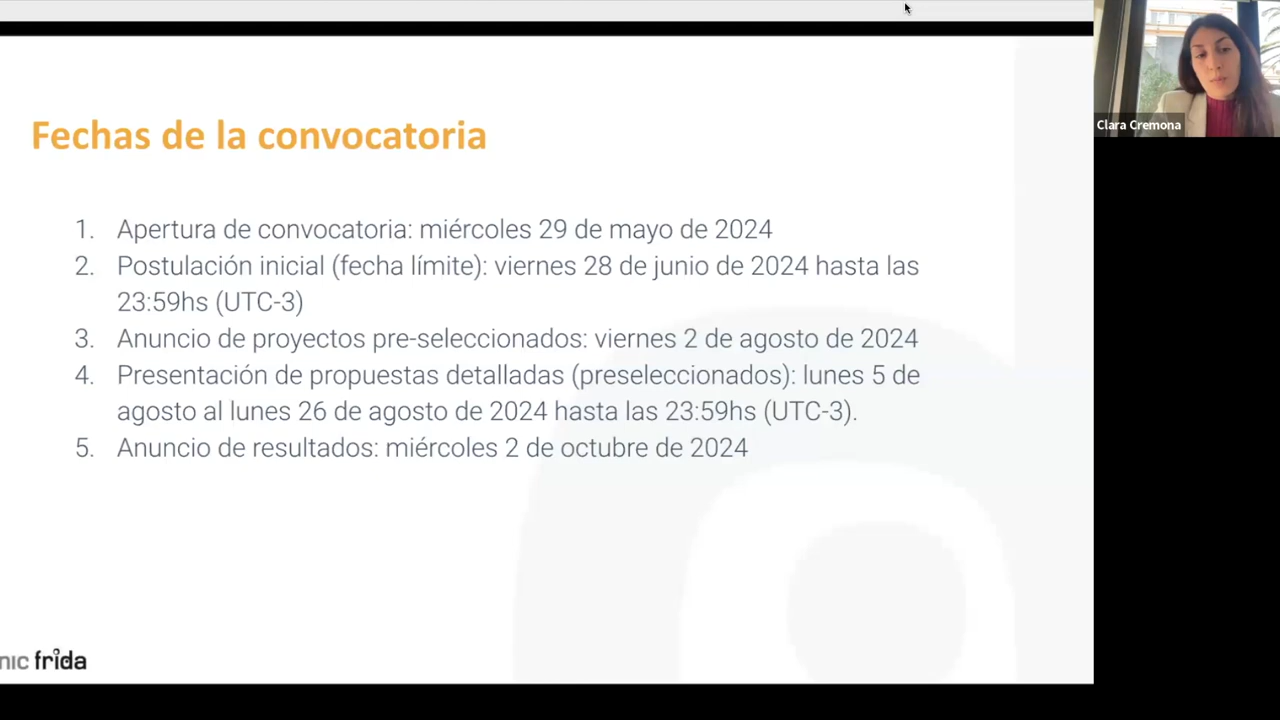 Fechas de la convocatoria
1. Apertura de convocatoria: miércoles 29 de mayo de 2024
2. Postulación inicial (fecha límite): viernes 28 de junio de 2024 hasta las
23:59hs (UTC-3)
3. Anuncio de proyectos pre-seleccionados: viernes 2 de agosto de 2024
4. Presentación de propuestas detalladas (preseleccionados): lunes 5 de
agosto al lunes 26 de agosto de 2024 hasta las 23:59hs (UTC-3).
5. Anuncio de resultados: miércoles 2 de octubre de 2024
Clara Cremona
nic frida